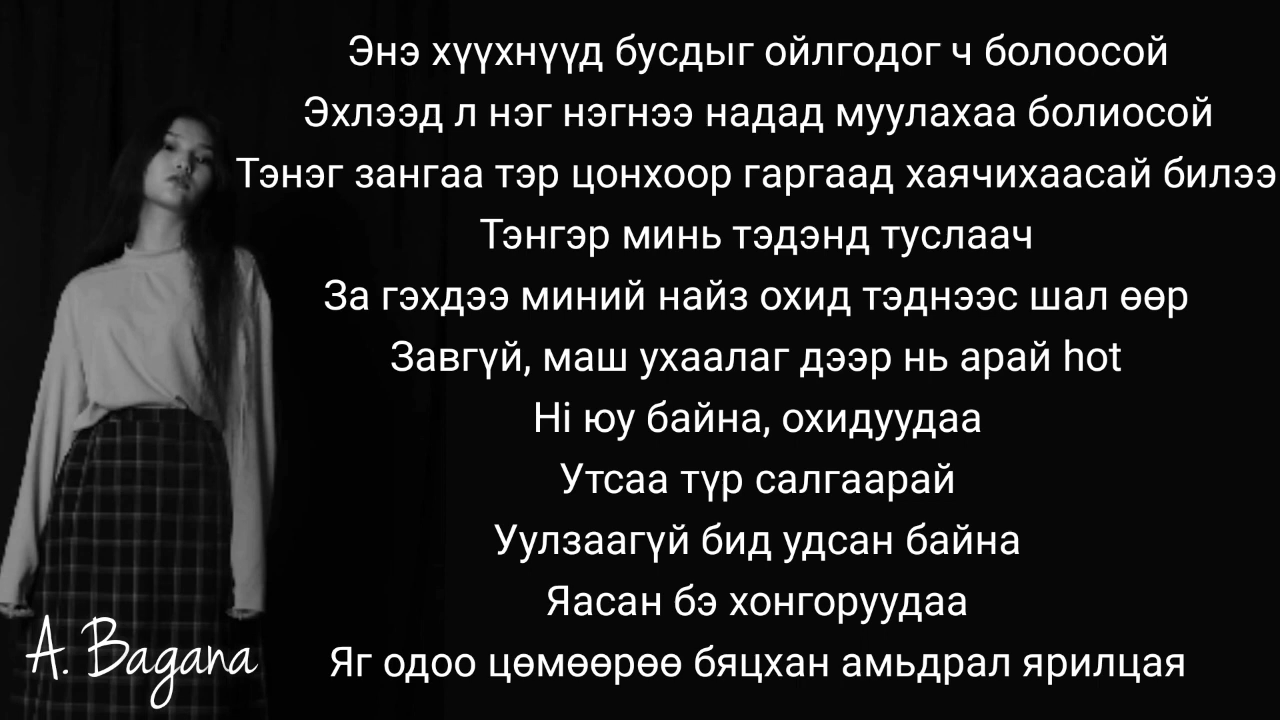 Энэ хүүхнүүд бусдыг ойлгодог ч болоосой
Эхлээд л нэг нэгнээ надад муулахаа болиосой
Тэнэг зангаа тэр цонхоор гаргаад хаячихаасай билээ
Тэнгэр минь тэдэнд туслаач
За гэхдээ миний найз охид тэднээс шал өөр
Завгүй, маш ухаалаг дээр нь арай hot
Hi юу байна, охидуудаа
Утсаа түр салгаарай
Уулзаагүй бид удсан байна
Яасан бэ хонгоруудаа
Яг одоо цөмөөрөө бяцхан амьдрал ярилцая
A. Bagana